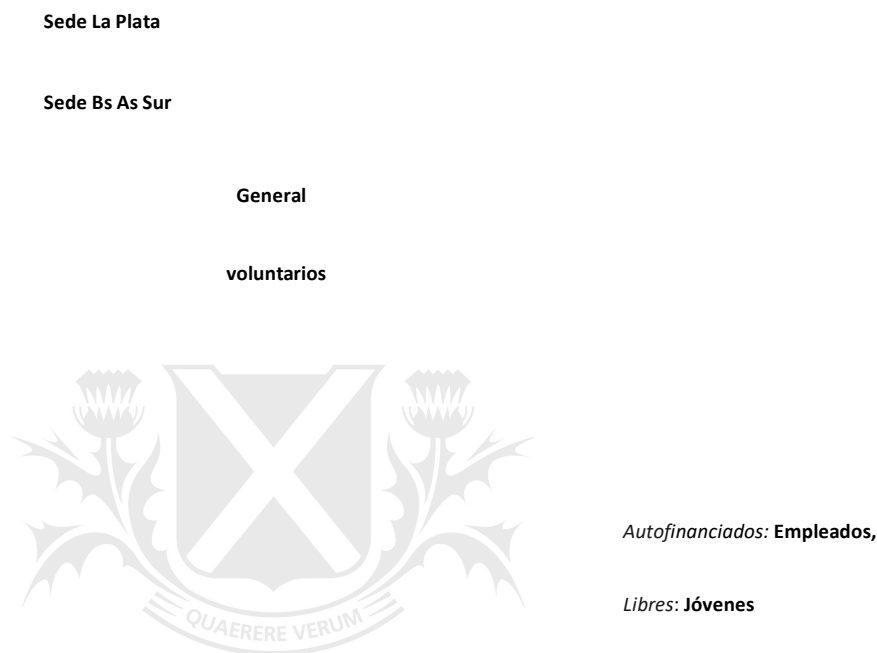 Sede La Plata
Sede Bs As Sur
General
voluntarios
Autofinanciados: Empleados,
Libres: Jóvenes
QUAERERE VERUM